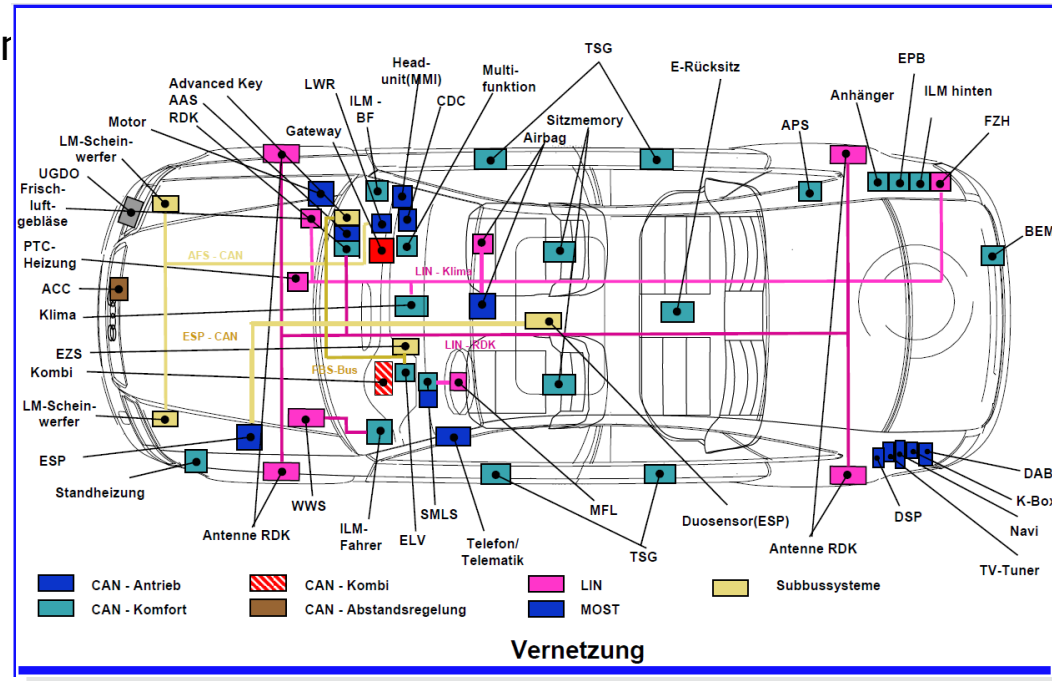 r
Advanced Key
AAS
RDK
Motor
LM-Schein-
werfer
UGDO
Frisch-
luft-
gebläse
PTC-
Heizung
ACC
Klima
EZS
Kombi
LM-Schein-
werfer
ESP
Standheizung
Gateway
LWR
ILM -
BF
Head-
unit(MMI)
CDC
Multi-
funktion
TSG
Sitzmemory
Airbag
E-Rücksitz
APS
Anhänger
EPB
ILM hinten
FZH
BEM
AFS - CAN
LIN - Klima
ESP - CAN
LIN - RDK
PBS-Bus
Antenne RDK
WWS
ILM-
Fahrer
ELV
SMLS
Telefon/
Telematik
MFL
TSG
Duosensor(ESP)
Antenne RDK
DSP
DAB
K-Box
Navi
TV-Tuner
CAN - Antrieb
CAN - Komfort
CAN - Kombi
CAN - Abstandsregelung
LIN
MOST
Subbussysteme
Vernetzung